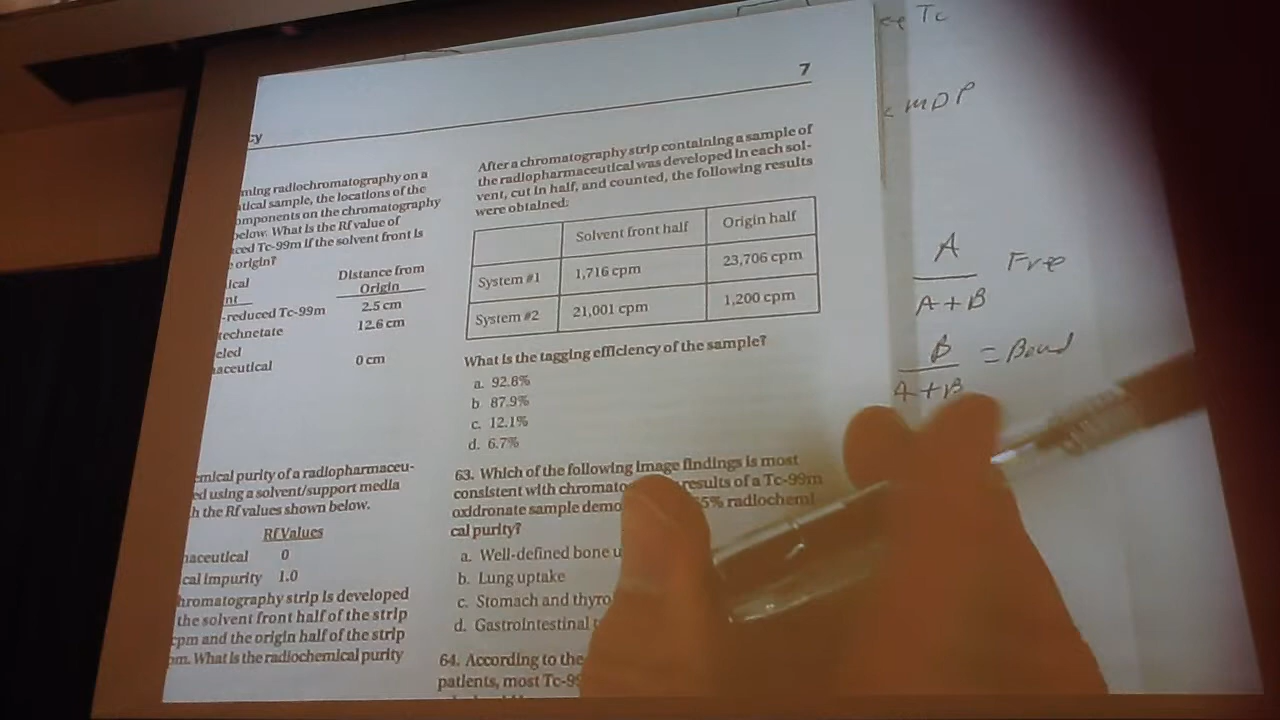 7
cy
ming radiochromatography on a
tical sample, the locations of the
mponents on the chromatography
below. What is the Rf value of
ced Tc-99m if the solvent front is
origin?
ical
nt
Distance from
Origin
-reduced Tc-99m 2.5 cm
technetate 12.6 cm
eled
aceutical 0 cm
emical purity of a radiopharmaceu-
ed using a solvent/support media
h the Rf values shown below.
Rf Values
naceutical 0
cal impurity 1.0
hromatography strip is developed
the solvent front half of the strip
cpm and the origin half of the strip
pm. What is the radiochemical purity
After a chromatography strip containing a sample of
the radiopharmaceutical was developed in each sol-
vent, cut in half, and counted, the following results
were obtained:
Solvent front half Origin half
System #1 1,716 cpm 23,706 cpm
System #2 21,001 cpm 1,200 cpm
What is the tagging efficiency of the sample?
a. 92.8%
b 87.9%
c. 12.1%
d. 6.7%
63. Which of the following image findings is most
consistent with chromato results of a Tc-99m
oxidronate sample demo 5% radiochemi
cal purity?
a. Well-defined bone u
b. Lung uptake
c. Stomach and thyro
d. Gastrointestinal
64. According to the
patients, most Tc-99
Tc
MDP
A
A+B
Free
B
A+B
= Bound